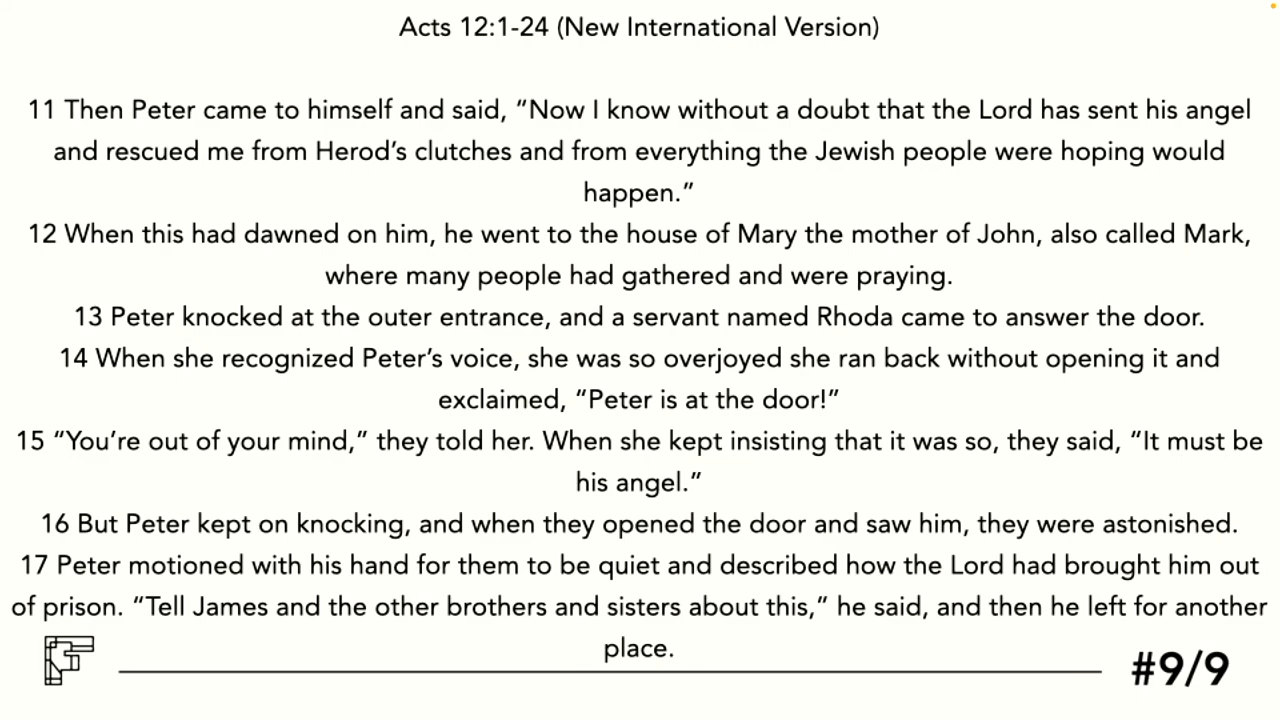 Acts 12:1-24 (New International Version)
11 Then Peter came to himself and said, “Now I know without a doubt that the Lord has sent his angel
and rescued me from Herod’s clutches and from everything the Jewish people were hoping would
happen.”
12 When this had dawned on him, he went to the house of Mary the mother of John, also called Mark,
where many people had gathered and were praying.
13 Peter knocked at the outer entrance, and a servant named Rhoda came to answer the door.
14 When she recognized Peter’s voice, she was so overjoyed she ran back without opening it and
exclaimed, “Peter is at the door!”
15 “You’re out of your mind,” they told her. When she kept insisting that it was so, they said, “It must be
his angel.”
16 But Peter kept on knocking, and when they opened the door and saw him, they were astonished.
17 Peter motioned with his hand for them to be quiet and described how the Lord had brought him out
of prison. “Tell James and the other brothers and sisters about this,” he said, and then he left for another
place.
#9/9